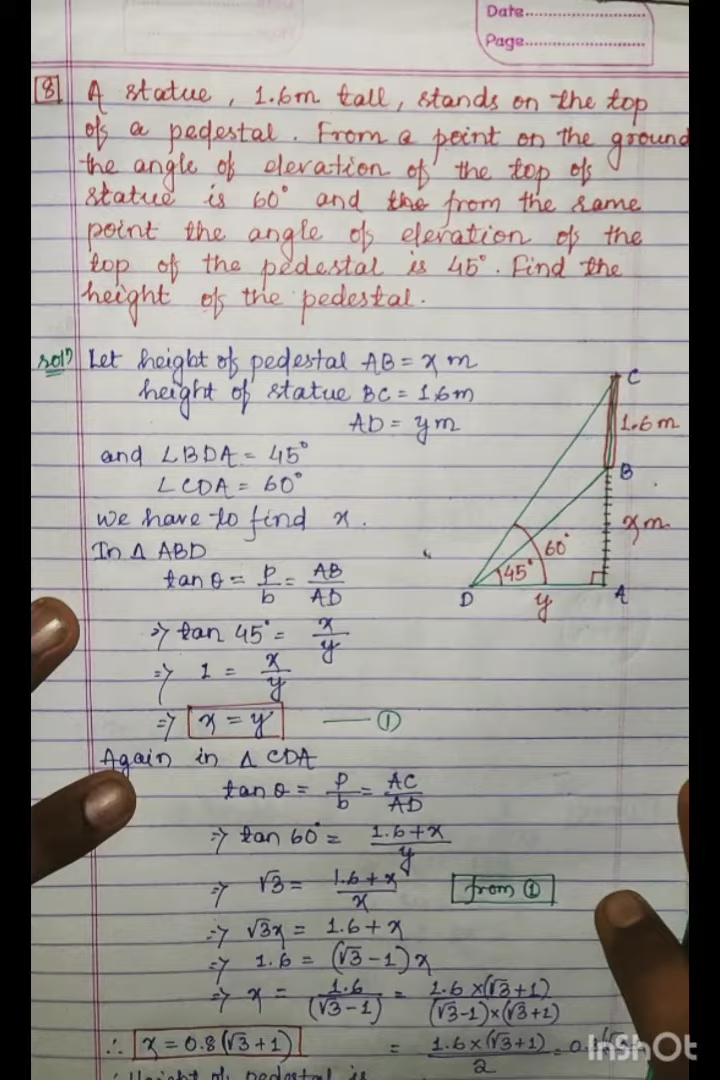 Date
Page
8 A statue, 1.6m tall, stands on the top
of a pedestal. From a point on the ground
the angle of elevation of the top of
statue is 60° and the from the same
point the angle of elevation of the
top of the pedestal is 45°. Find the
height of the pedestal.
Solⁿ Let height of pedestal AB = x m
height of statue BC = 1.6m
AD = y m
and ∠BDA = 45°
∠CDA = 60°
we have to find x.
In Δ ABD
tan θ = p/b = AB/AD
⇒ tan 45° = x/y
⇒ 1 = x/y
⇒ x = y —— ①
Again in Δ CDA
tan θ = p/b = AC/AD
⇒ tan 60° = 1.6+x/y
⇒ √3 = 1.6+x/x from ①
⇒ √3x = 1.6 + x
⇒ 1.6 = (√3-1)x
⇒ x = 1.6/(√3-1) = 1.6×(√3+1)/(√3-1)×(√3+1)
∴ x = 0.8(√3+1) = 1.6×(√3+1)/2
∴ Height of pedestal is
C
1.6m
B
x m
60°
45°
D
y
A
InShOt